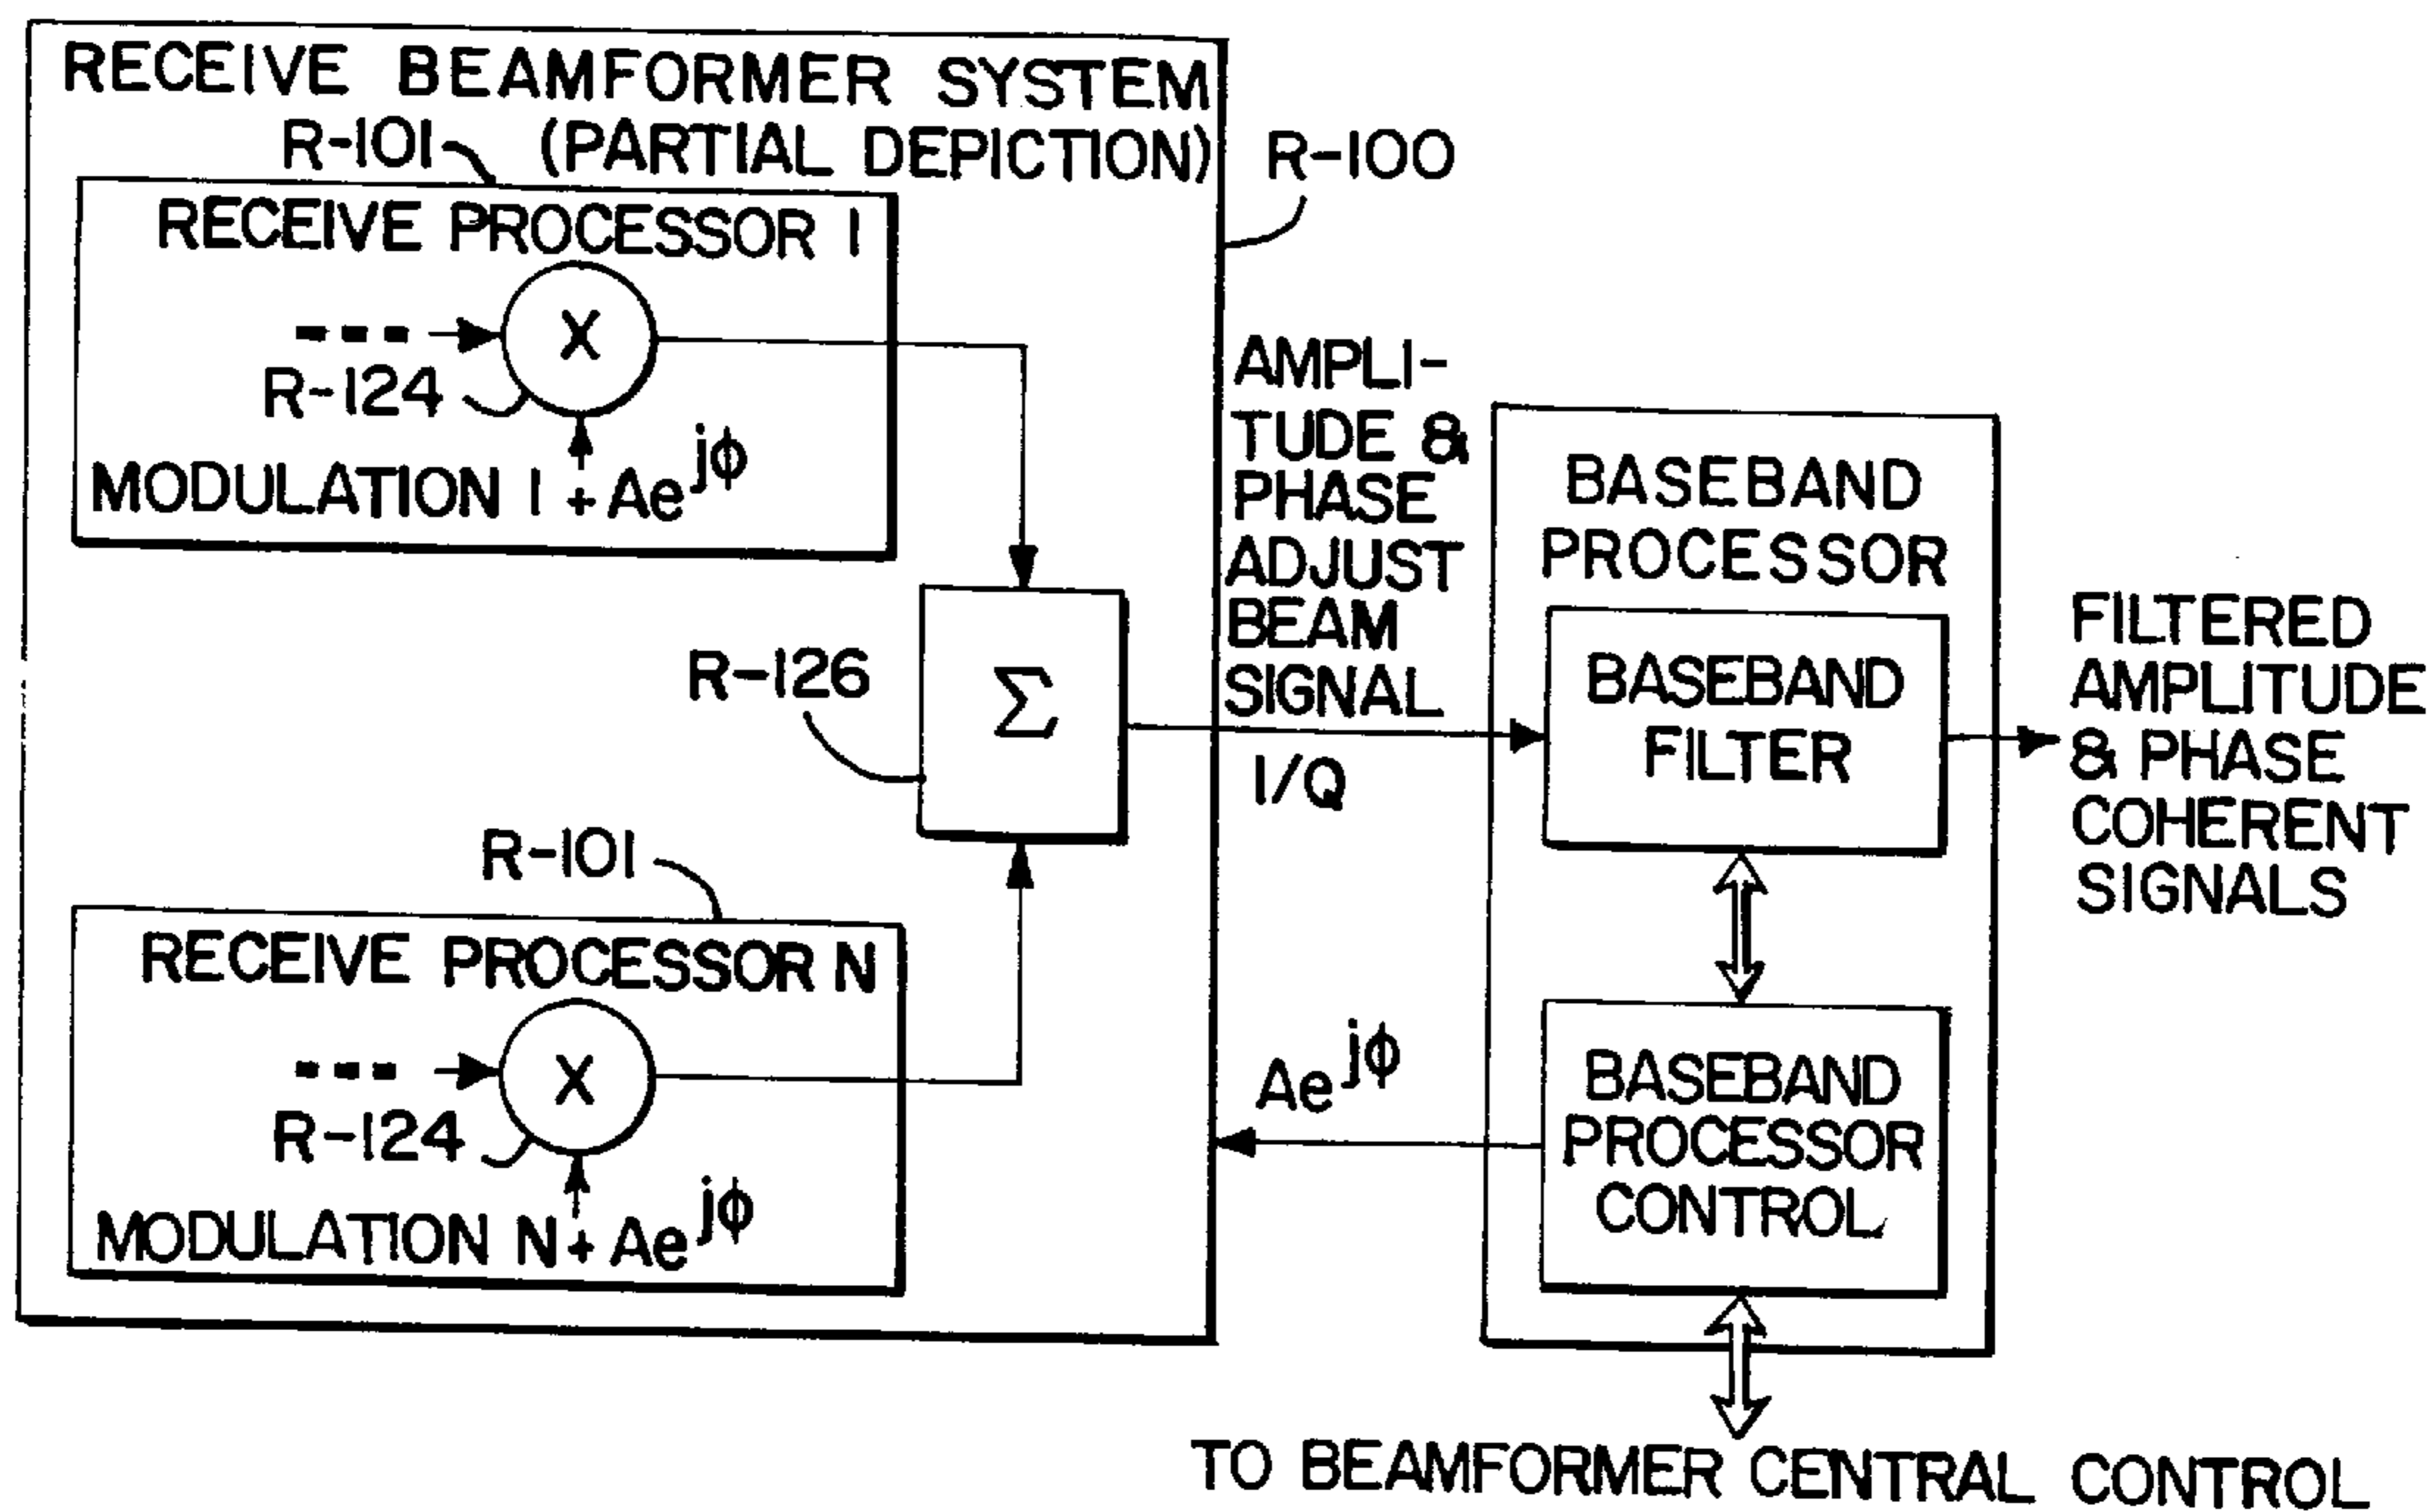 RECEIVE BEAMFORMER SYSTEM
(PARTIAL DEPICTION)
R-100
R-101
RECEIVE PROCESSOR 1
X
R-124
MODULATION 1 + Ae^jϕ
R-126
Σ
R-101
RECEIVE PROCESSOR N
X
R-124
MODULATION N + Ae^jϕ
AMPLI-
TUDE &
PHASE
ADJUST
BEAM
SIGNAL
I/Q
Ae^jϕ
BASEBAND
PROCESSOR
BASEBAND
FILTER
BASEBAND
PROCESSOR
CONTROL
FILTERED
AMPLITUDE
& PHASE
COHERENT
SIGNALS
TO BEAMFORMER CENTRAL CONTROL